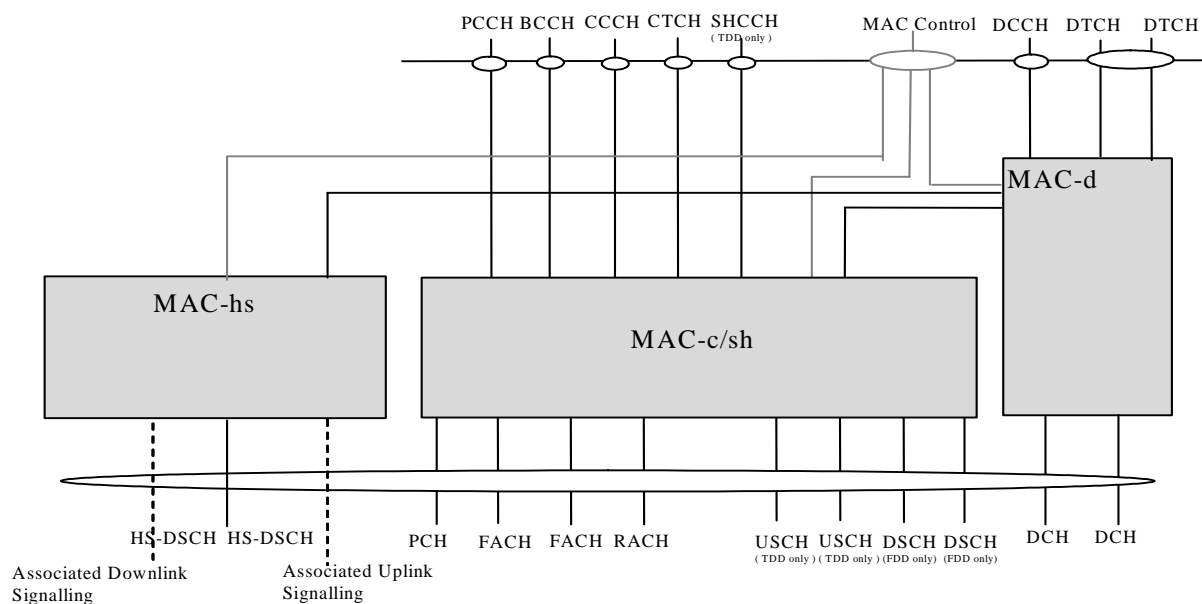 PCCH BCCH CCCH CTCH SHCCH MAC Control DCCH DTCH DTCH
( TDD only )
MAC-d
MAC-hs
MAC-c/sh
HS-DSCH HS-DSCH PCH FACH FACH RACH USCH USCH DSCH DSCH DCH DCH
( TDD only ) ( TDD only ) (FDD only) (FDD only)
Associated Downlink
Signalling
Associated Uplink
Signalling